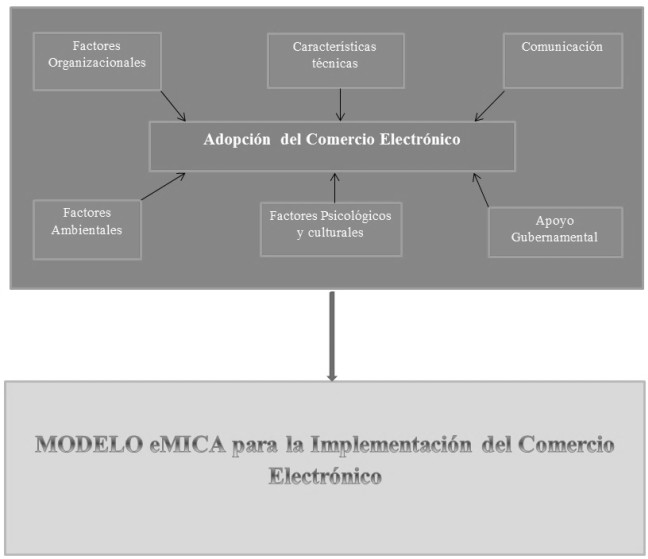 Factores
Organizacionales
Características
técnicas
Comunicación
Adopción del Comercio Electrónico
Factores
Ambientales
Factores Psicológicos
y culturales
Apoyo
Gubernamental
MODELO eMICA para la Implementación del Comercio
Electrónico